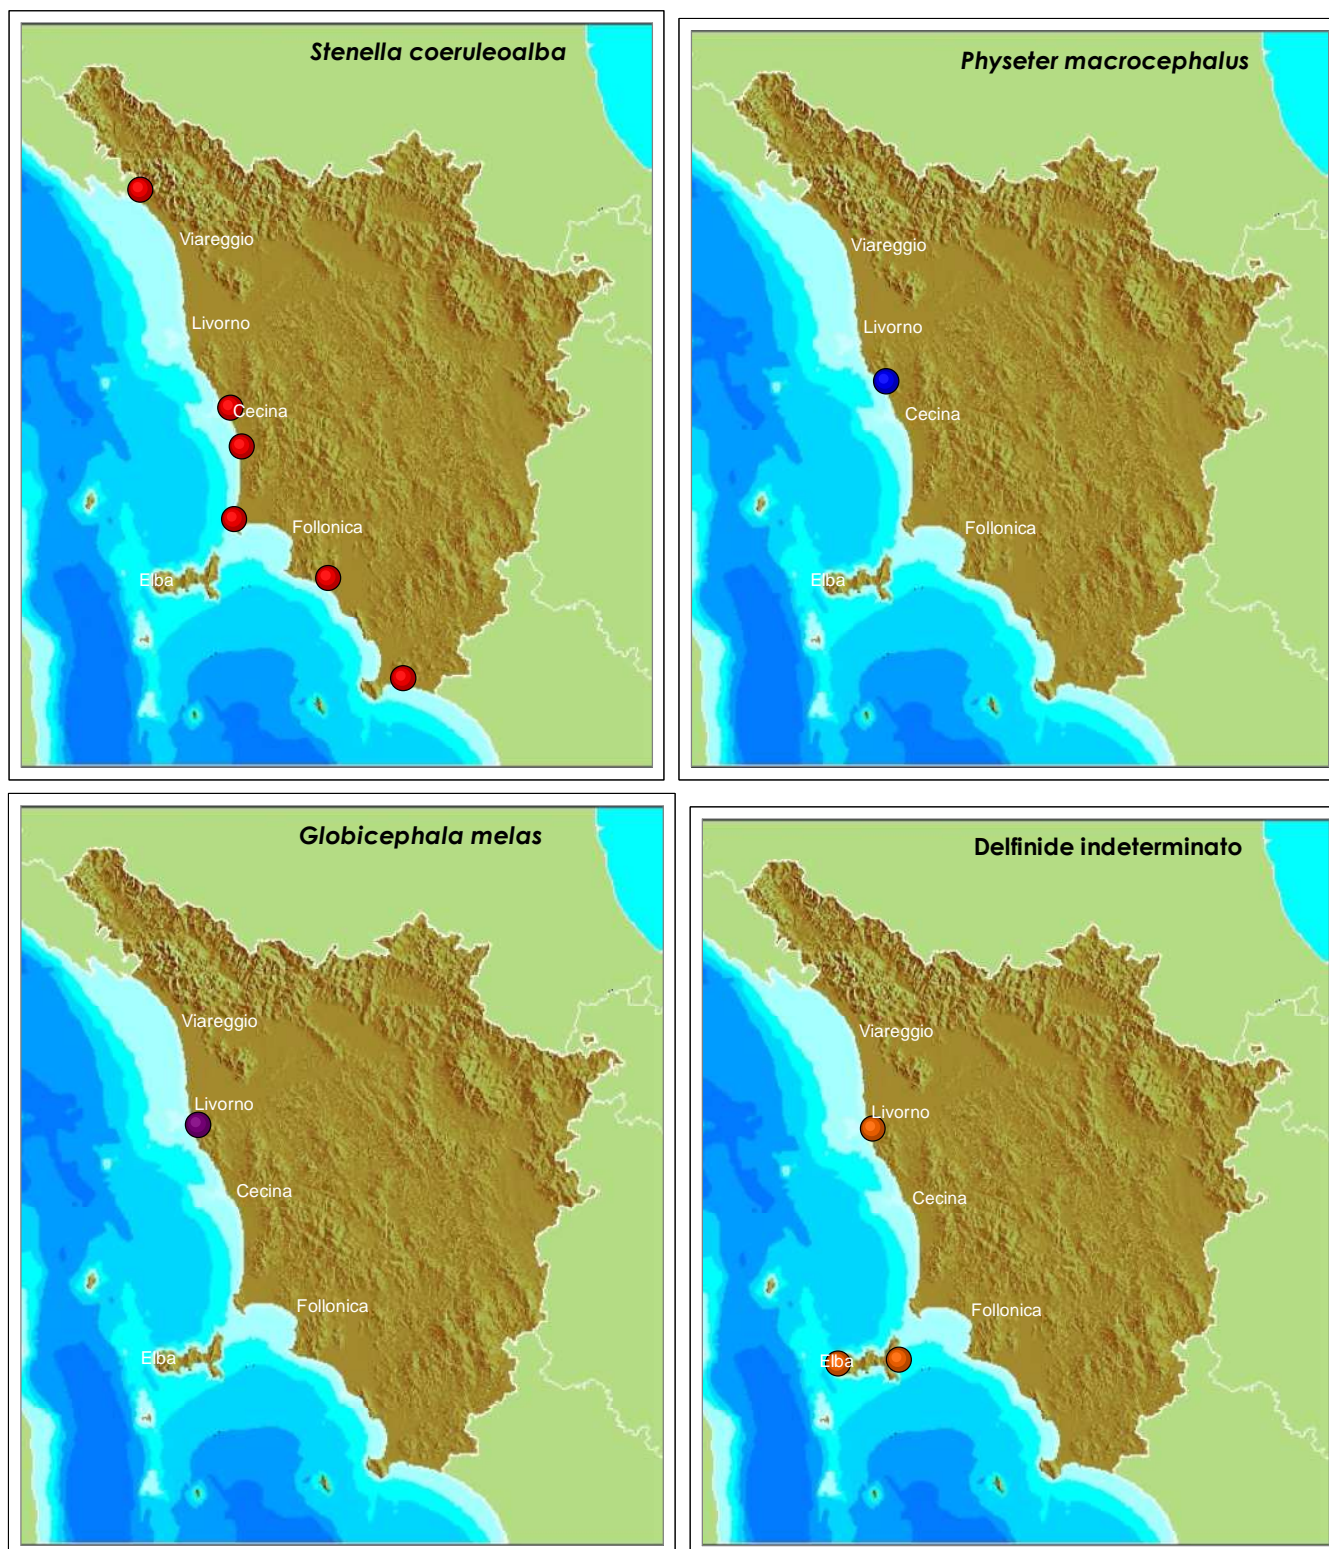 Stenella coeruleoalba
Viareggio
Livorno
Cecina
Follonica
Elba
Physeter macrocephalus
Viareggio
Livorno
Cecina
Follonica
Elba
Globicephala melas
Viareggio
Livorno
Cecina
Follonica
Elba
Delfinide indeterminato
Viareggio
Livorno
Cecina
Follonica
Elba